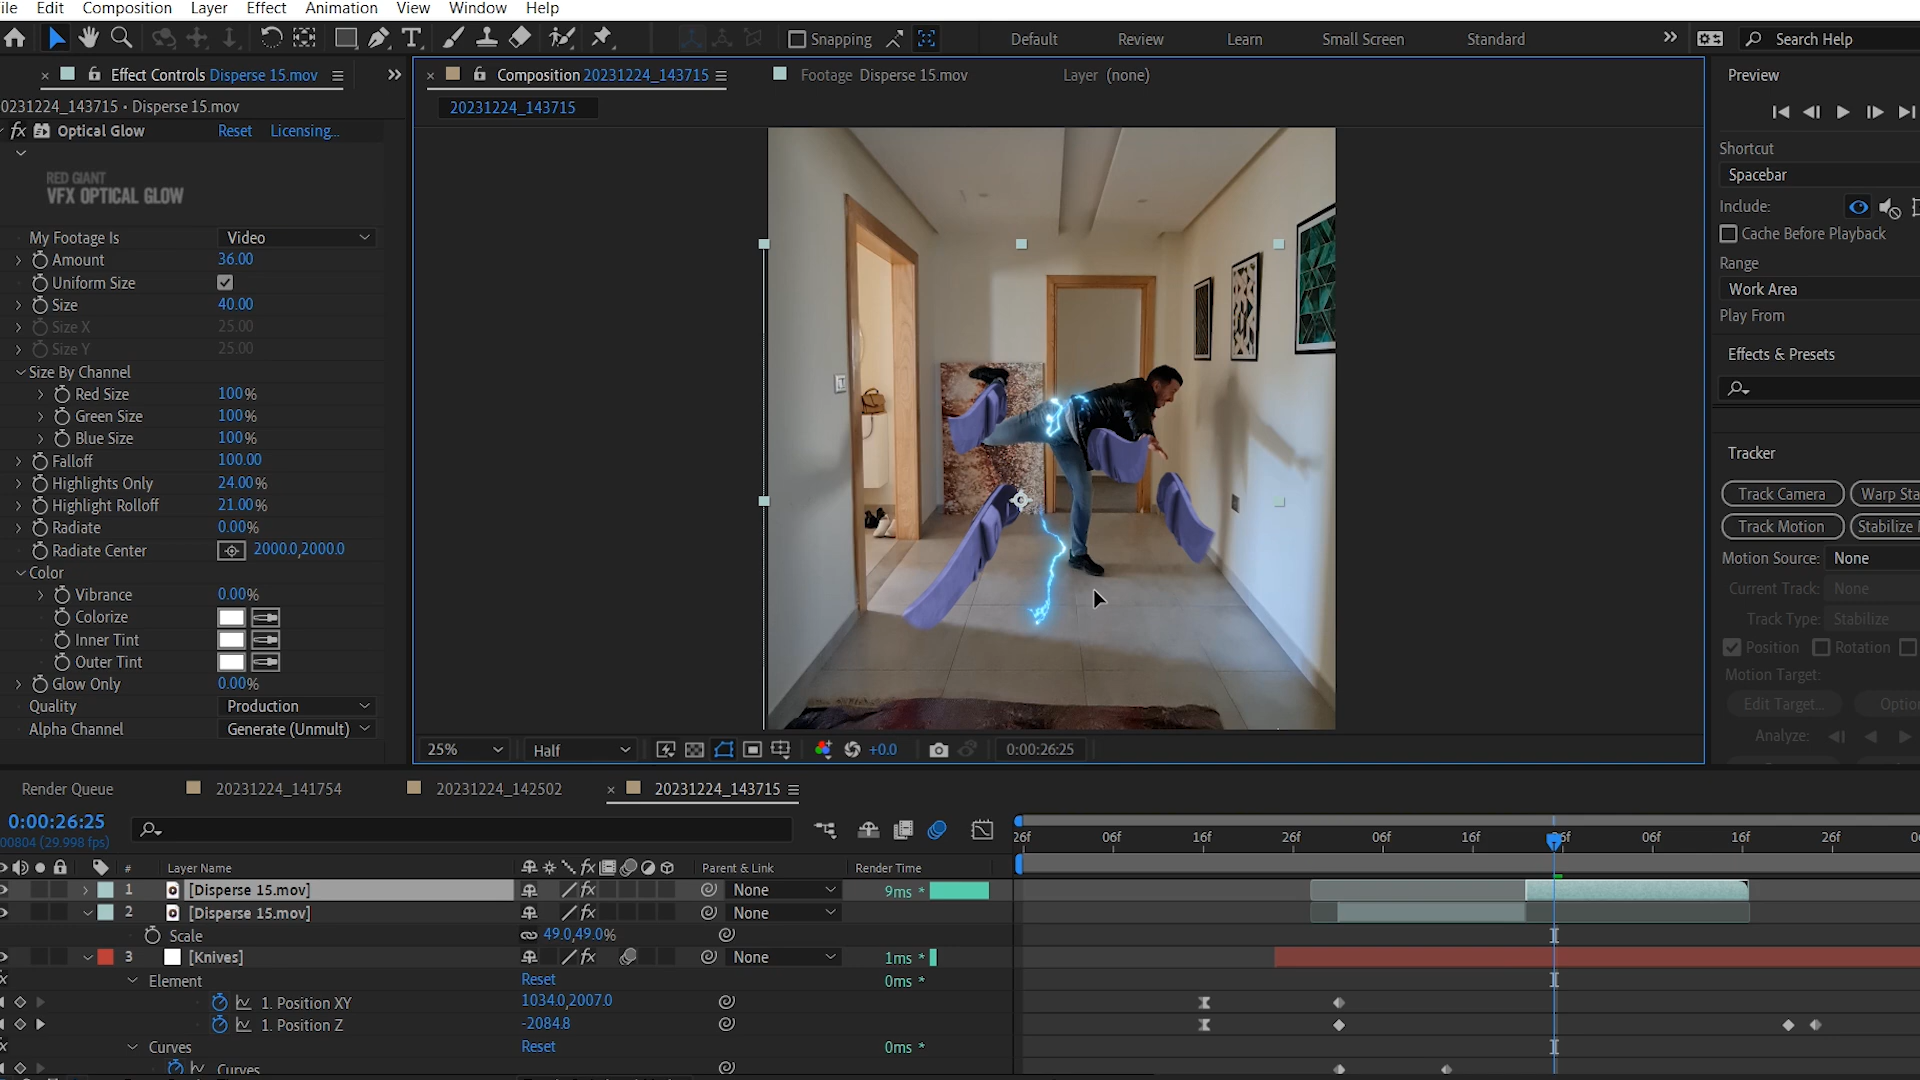 ile Edit Composition Layer Effect Animation View Window Help
Snapping Default Review Learn Small Screen Standard Search Help
Effect Controls Disperse 15.mov
0231224_143715 • Disperse 15.mov
fx Optical Glow Reset Licensing...
RED GIANT
VFX OPTICAL GLOW
My Footage Is Video
Amount 36.00
Uniform Size
Size 40.00
Size X 25.00
Size Y 25.00
Size By Channel
Red Size 100%
Green Size 100%
Blue Size 100%
Falloff 100.00
Highlights Only 24.00%
Highlight Rolloff 21.00%
Radiate 0.00%
Radiate Center 2000.0,2000.0
Color
Vibrance 0.00%
Colorize
Inner Tint
Outer Tint
Glow Only 0.00%
Quality Production
Alpha Channel Generate (Unmult)
Composition 20231224_143715 Footage Disperse 15.mov Layer (none)
20231224_143715
25% Half +0.0 0:00:26:25
Preview
Shortcut
Spacebar
Include:
Cache Before Playback
Range
Work Area
Play From
Effects & Presets
Tracker
Track Camera Warp Sta
Track Motion Stabilize
Motion Source: None
Current Track: None
Track Type: Stabilize
Position Rotation
Motion Target:
Edit Target... Optio
Analyze:
Render Queue 20231224_141754 20231224_142502 20231224_143715
0:00:26:25
00804 (29.998 fps)
26f 06f 16f 26f 06f 16f 06f 16f 26f
# Layer Name fx Parent & Link Render Time
1 [Disperse 15.mov] fx None 9ms *
2 [Disperse 15.mov] fx None
Scale 49.0,49.0%
3 [Knives] fx None 1ms *
Element Reset 0ms *
1. Position XY 1034.0,2007.0
1. Position Z -2084.8
Curves Reset 0ms *
Curves